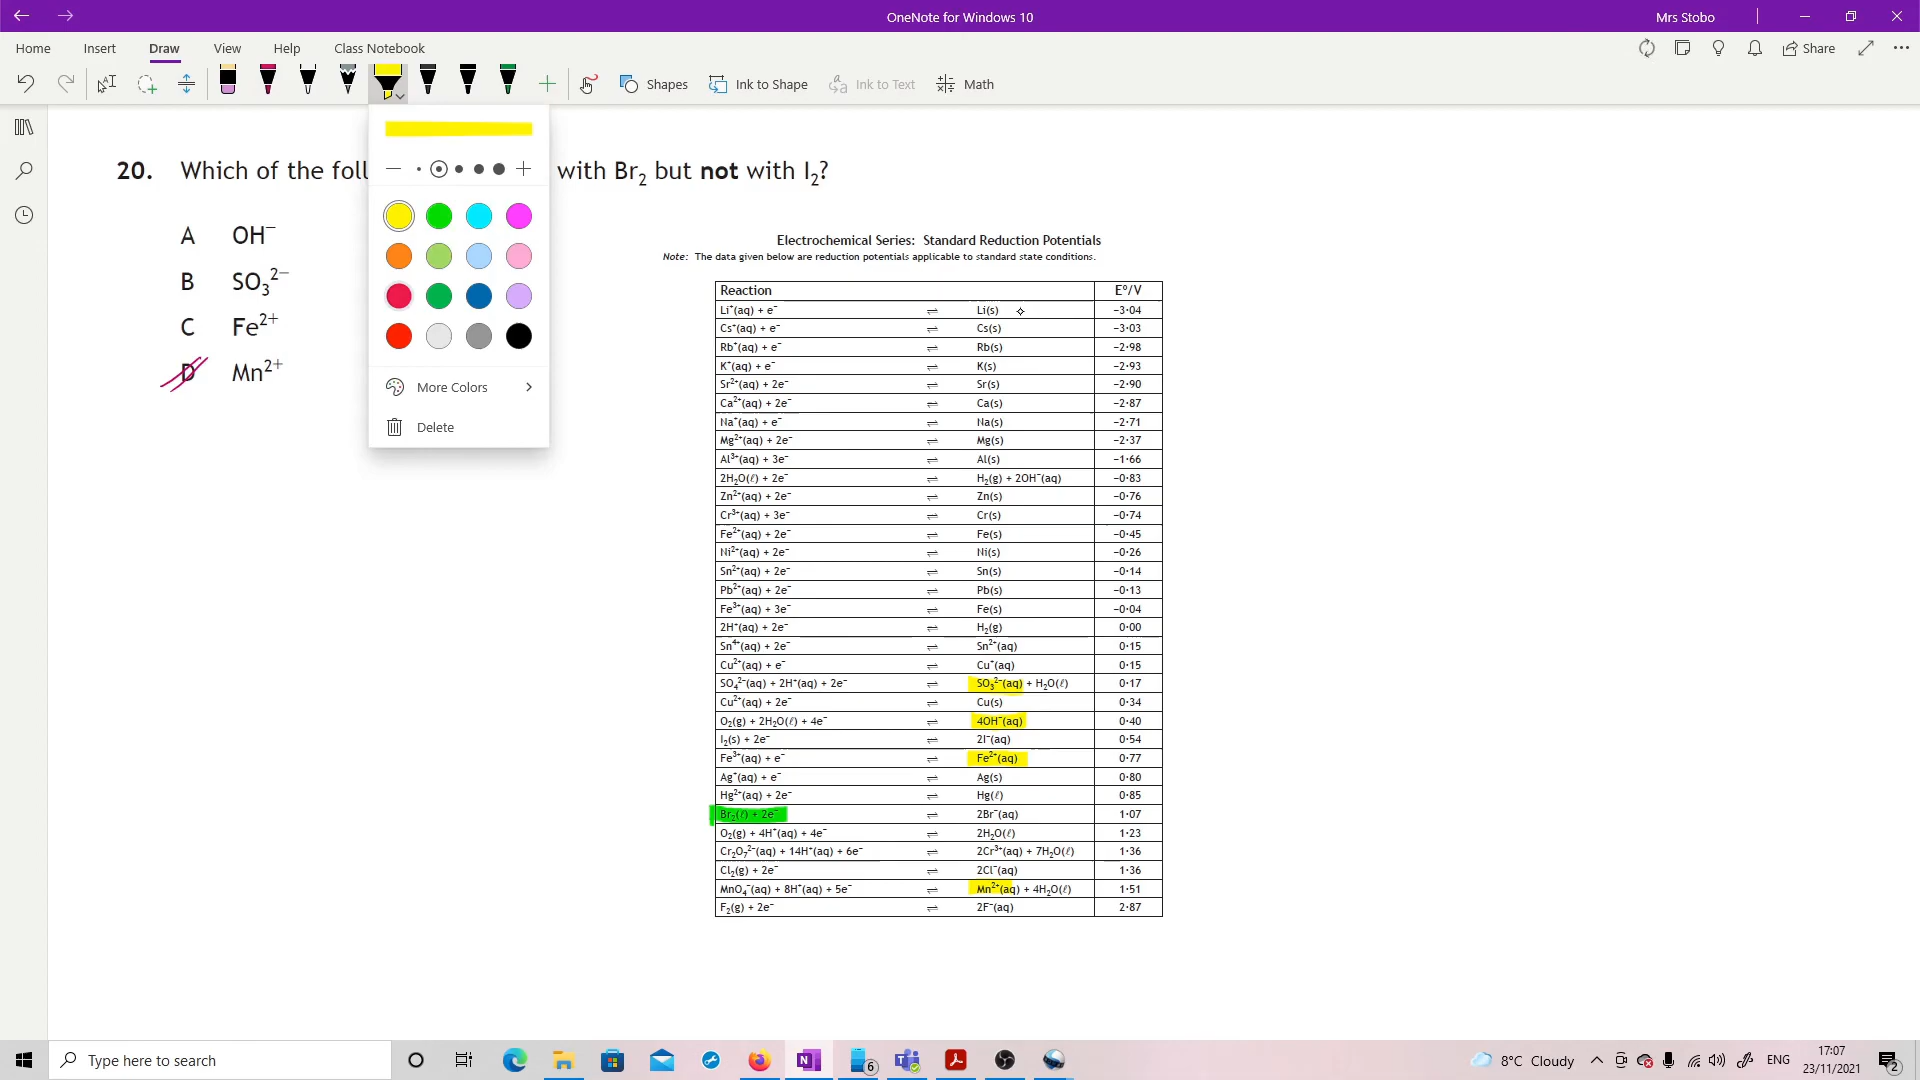 OneNote for Windows 10
Mrs Stobo
Home Insert Draw View Help Class Notebook
Share
Shapes Ink to Shape Ink to Text Math
20. Which of the foll with Br₂ but not with I₂?
A OH⁻
B SO₃²⁻
C Fe²⁺
D Mn²⁺
More Colors
Delete
Electrochemical Series: Standard Reduction Potentials
Note: The data given below are reduction potentials applicable to standard state conditions.
Reaction E°/V
Li⁺(aq) + e⁻ ⇌ Li(s) −3·04
Cs⁺(aq) + e⁻ ⇌ Cs(s) −3·03
Rb⁺(aq) + e⁻ ⇌ Rb(s) −2·98
K⁺(aq) + e⁻ ⇌ K(s) −2·93
Sr²⁺(aq) + 2e⁻ ⇌ Sr(s) −2·90
Ca²⁺(aq) + 2e⁻ ⇌ Ca(s) −2·87
Na⁺(aq) + e⁻ ⇌ Na(s) −2·71
Mg²⁺(aq) + 2e⁻ ⇌ Mg(s) −2·37
Al³⁺(aq) + 3e⁻ ⇌ Al(s) −1·66
2H₂O(ℓ) + 2e⁻ ⇌ H₂(g) + 2OH⁻(aq) −0·83
Zn²⁺(aq) + 2e⁻ ⇌ Zn(s) −0·76
Cr³⁺(aq) + 3e⁻ ⇌ Cr(s) −0·74
Fe²⁺(aq) + 2e⁻ ⇌ Fe(s) −0·45
Ni²⁺(aq) + 2e⁻ ⇌ Ni(s) −0·26
Sn²⁺(aq) + 2e⁻ ⇌ Sn(s) −0·14
Pb²⁺(aq) + 2e⁻ ⇌ Pb(s) −0·13
Fe³⁺(aq) + 3e⁻ ⇌ Fe(s) −0·04
2H⁺(aq) + 2e⁻ ⇌ H₂(g) 0·00
Sn⁴⁺(aq) + 2e⁻ ⇌ Sn²⁺(aq) 0·15
Cu²⁺(aq) + e⁻ ⇌ Cu⁺(aq) 0·15
SO₄²⁻(aq) + 2H⁺(aq) + 2e⁻ ⇌ SO₃²⁻(aq) + H₂O(ℓ) 0·17
Cu²⁺(aq) + 2e⁻ ⇌ Cu(s) 0·34
O₂(g) + 2H₂O(ℓ) + 4e⁻ ⇌ 4OH⁻(aq) 0·40
I₂(s) + 2e⁻ ⇌ 2I⁻(aq) 0·54
Fe³⁺(aq) + e⁻ ⇌ Fe²⁺(aq) 0·77
Ag⁺(aq) + e⁻ ⇌ Ag(s) 0·80
Hg²⁺(aq) + 2e⁻ ⇌ Hg(ℓ) 0·85
Br₂(ℓ) + 2e⁻ ⇌ 2Br⁻(aq) 1·07
O₂(g) + 4H⁺(aq) + 4e⁻ ⇌ 2H₂O(ℓ) 1·23
Cr₂O₇²⁻(aq) + 14H⁺(aq) + 6e⁻ ⇌ 2Cr³⁺(aq) + 7H₂O(ℓ) 1·36
Cl₂(g) + 2e⁻ ⇌ 2Cl⁻(aq) 1·36
MnO₄⁻(aq) + 8H⁺(aq) + 5e⁻ ⇌ Mn²⁺(aq) + 4H₂O(ℓ) 1·51
F₂(g) + 2e⁻ ⇌ 2F⁻(aq) 2·87
Type here to search
6
8°C Cloudy
ENG
17:07
23/11/2021
2